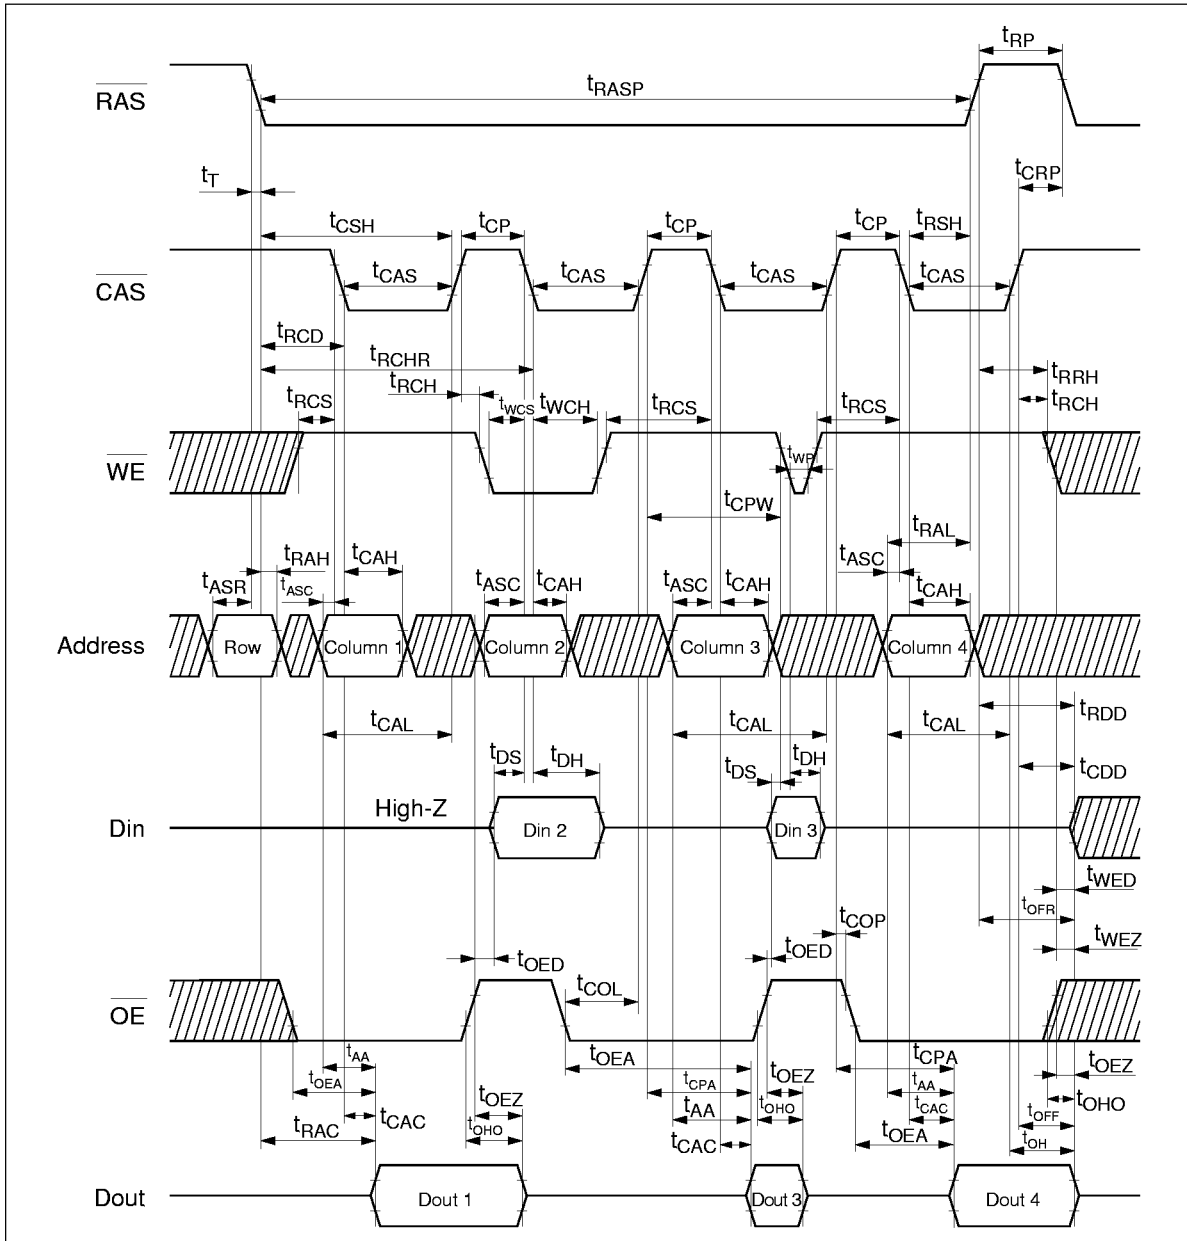 tRP
RAS
tRASP
tT
tCRP
tCSH tCP tCP tCP tRSH
CAS
tCAS tCAS tCAS tCAS
tRCD
tRCHR
tRCH tRRH
tRCS tWCS tWCH tRCS tRCS tRCH
WE
tWP
tCPW
tRAL
tRAH tCAH tASC
tASR tASC tASC tCAH tASC tCAH tCAH
Address
Row Column 1 Column 2 Column 3 Column 4
tCAL tCAL tCAL tRDD
tDS tDH tDS tDH tCDD
High-Z
Din
Din 2 Din 3
tWED
tOFR
tCOP
tOED tOED tWEZ
OE
tCOL
tAA tOEA tCPA
tOEA tCPA tOEZ tAA tOEZ
tOEZ tAA tOHO tCAC tOHO
tRAC tCAC tOHO tCAC tOEA tOFF
tOH
Dout
Dout 1 Dout 3 Dout 4